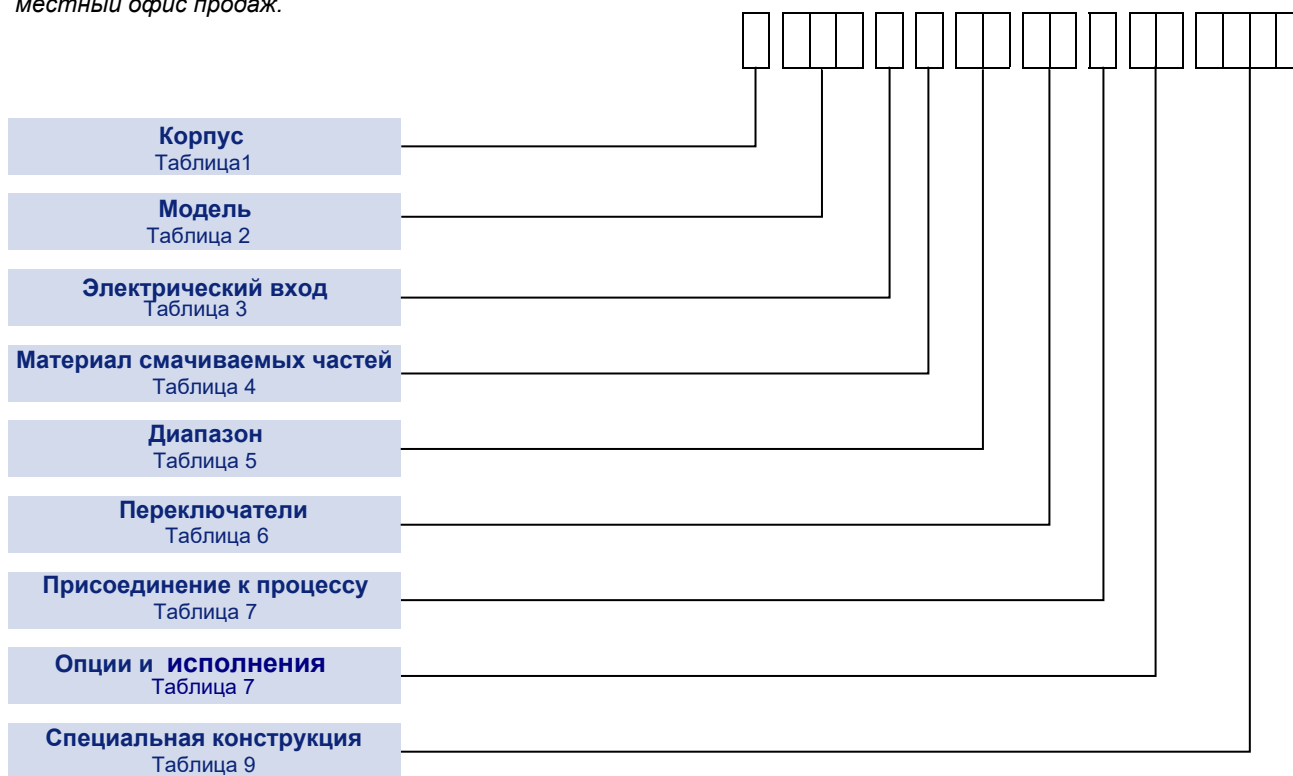 местный офис продаж.
Корпус
Таблица1
Модель
Таблица 2
Электрический вход
Таблица 3
Материал смачиваемых частей
Таблица 4
Диапазон
Таблица 5
Переключатели
Таблица 6
Присоединение к процессу
Таблица 7
Опции и исполнения
Таблица 7
Специальная конструкция
Таблица 9